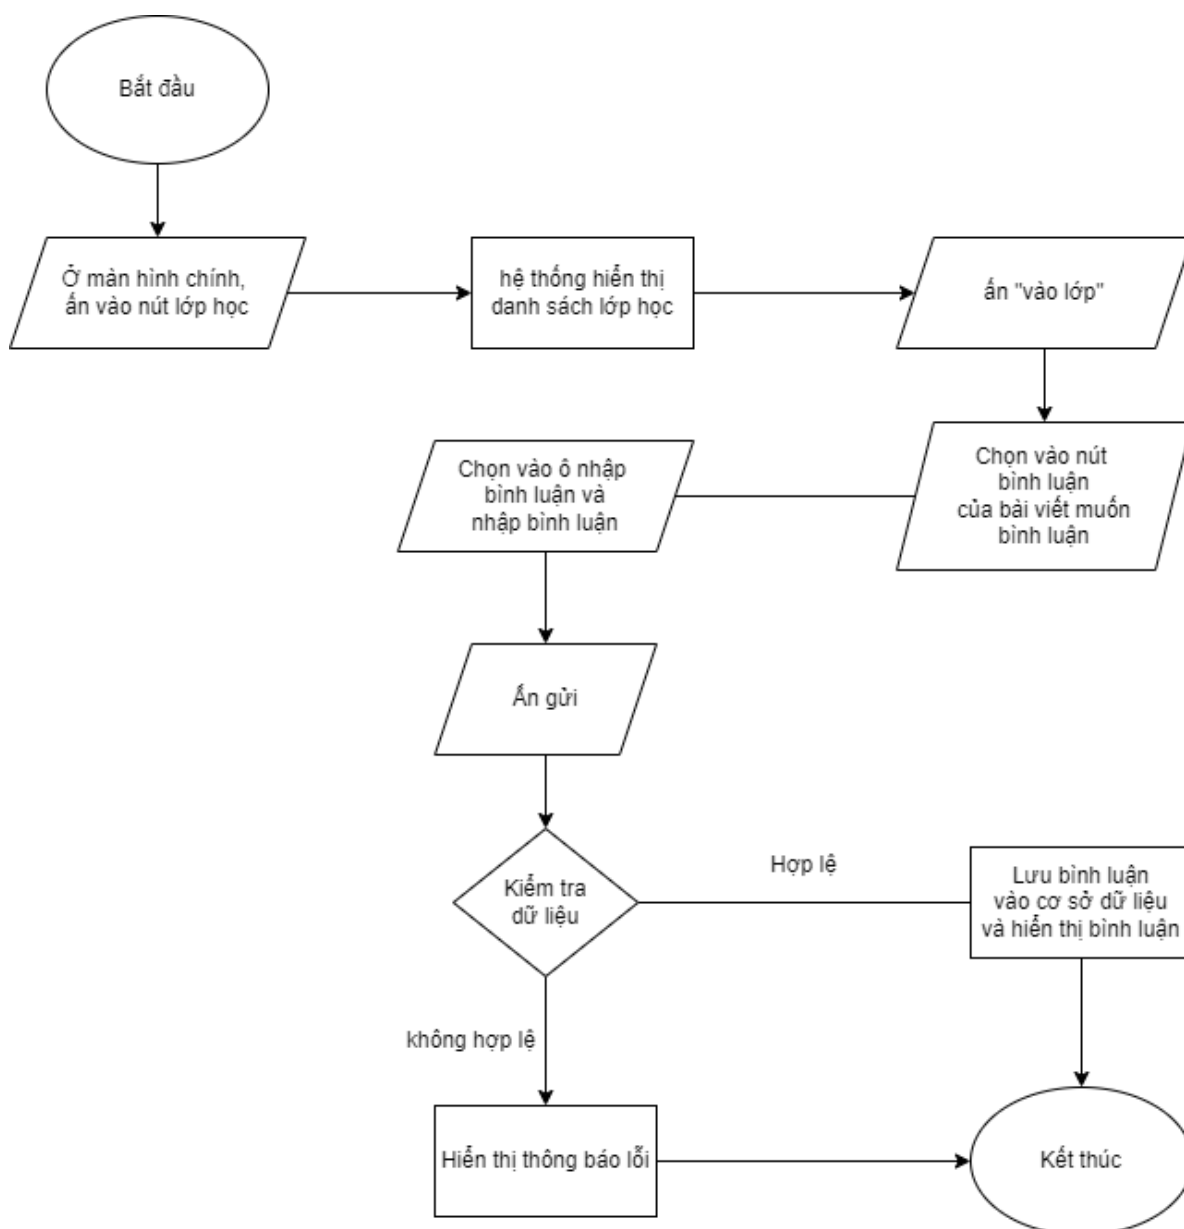 Bắt đầu
Ở màn hình chính,
ấn vào nút lớp học
hệ thống hiển thị
danh sách lớp học
ấn "vào lớp"
Chọn vào nút
bình luận
của bài viết muốn
bình luận
Chọn vào ô nhập
bình luận và
nhập bình luận
Ấn gửi
Kiểm tra
dữ liệu
Hợp lệ
Lưu bình luận
vào cơ sở dữ liệu
và hiển thị bình luận
không hợp lệ
Hiển thị thông báo lỗi
Kết thúc